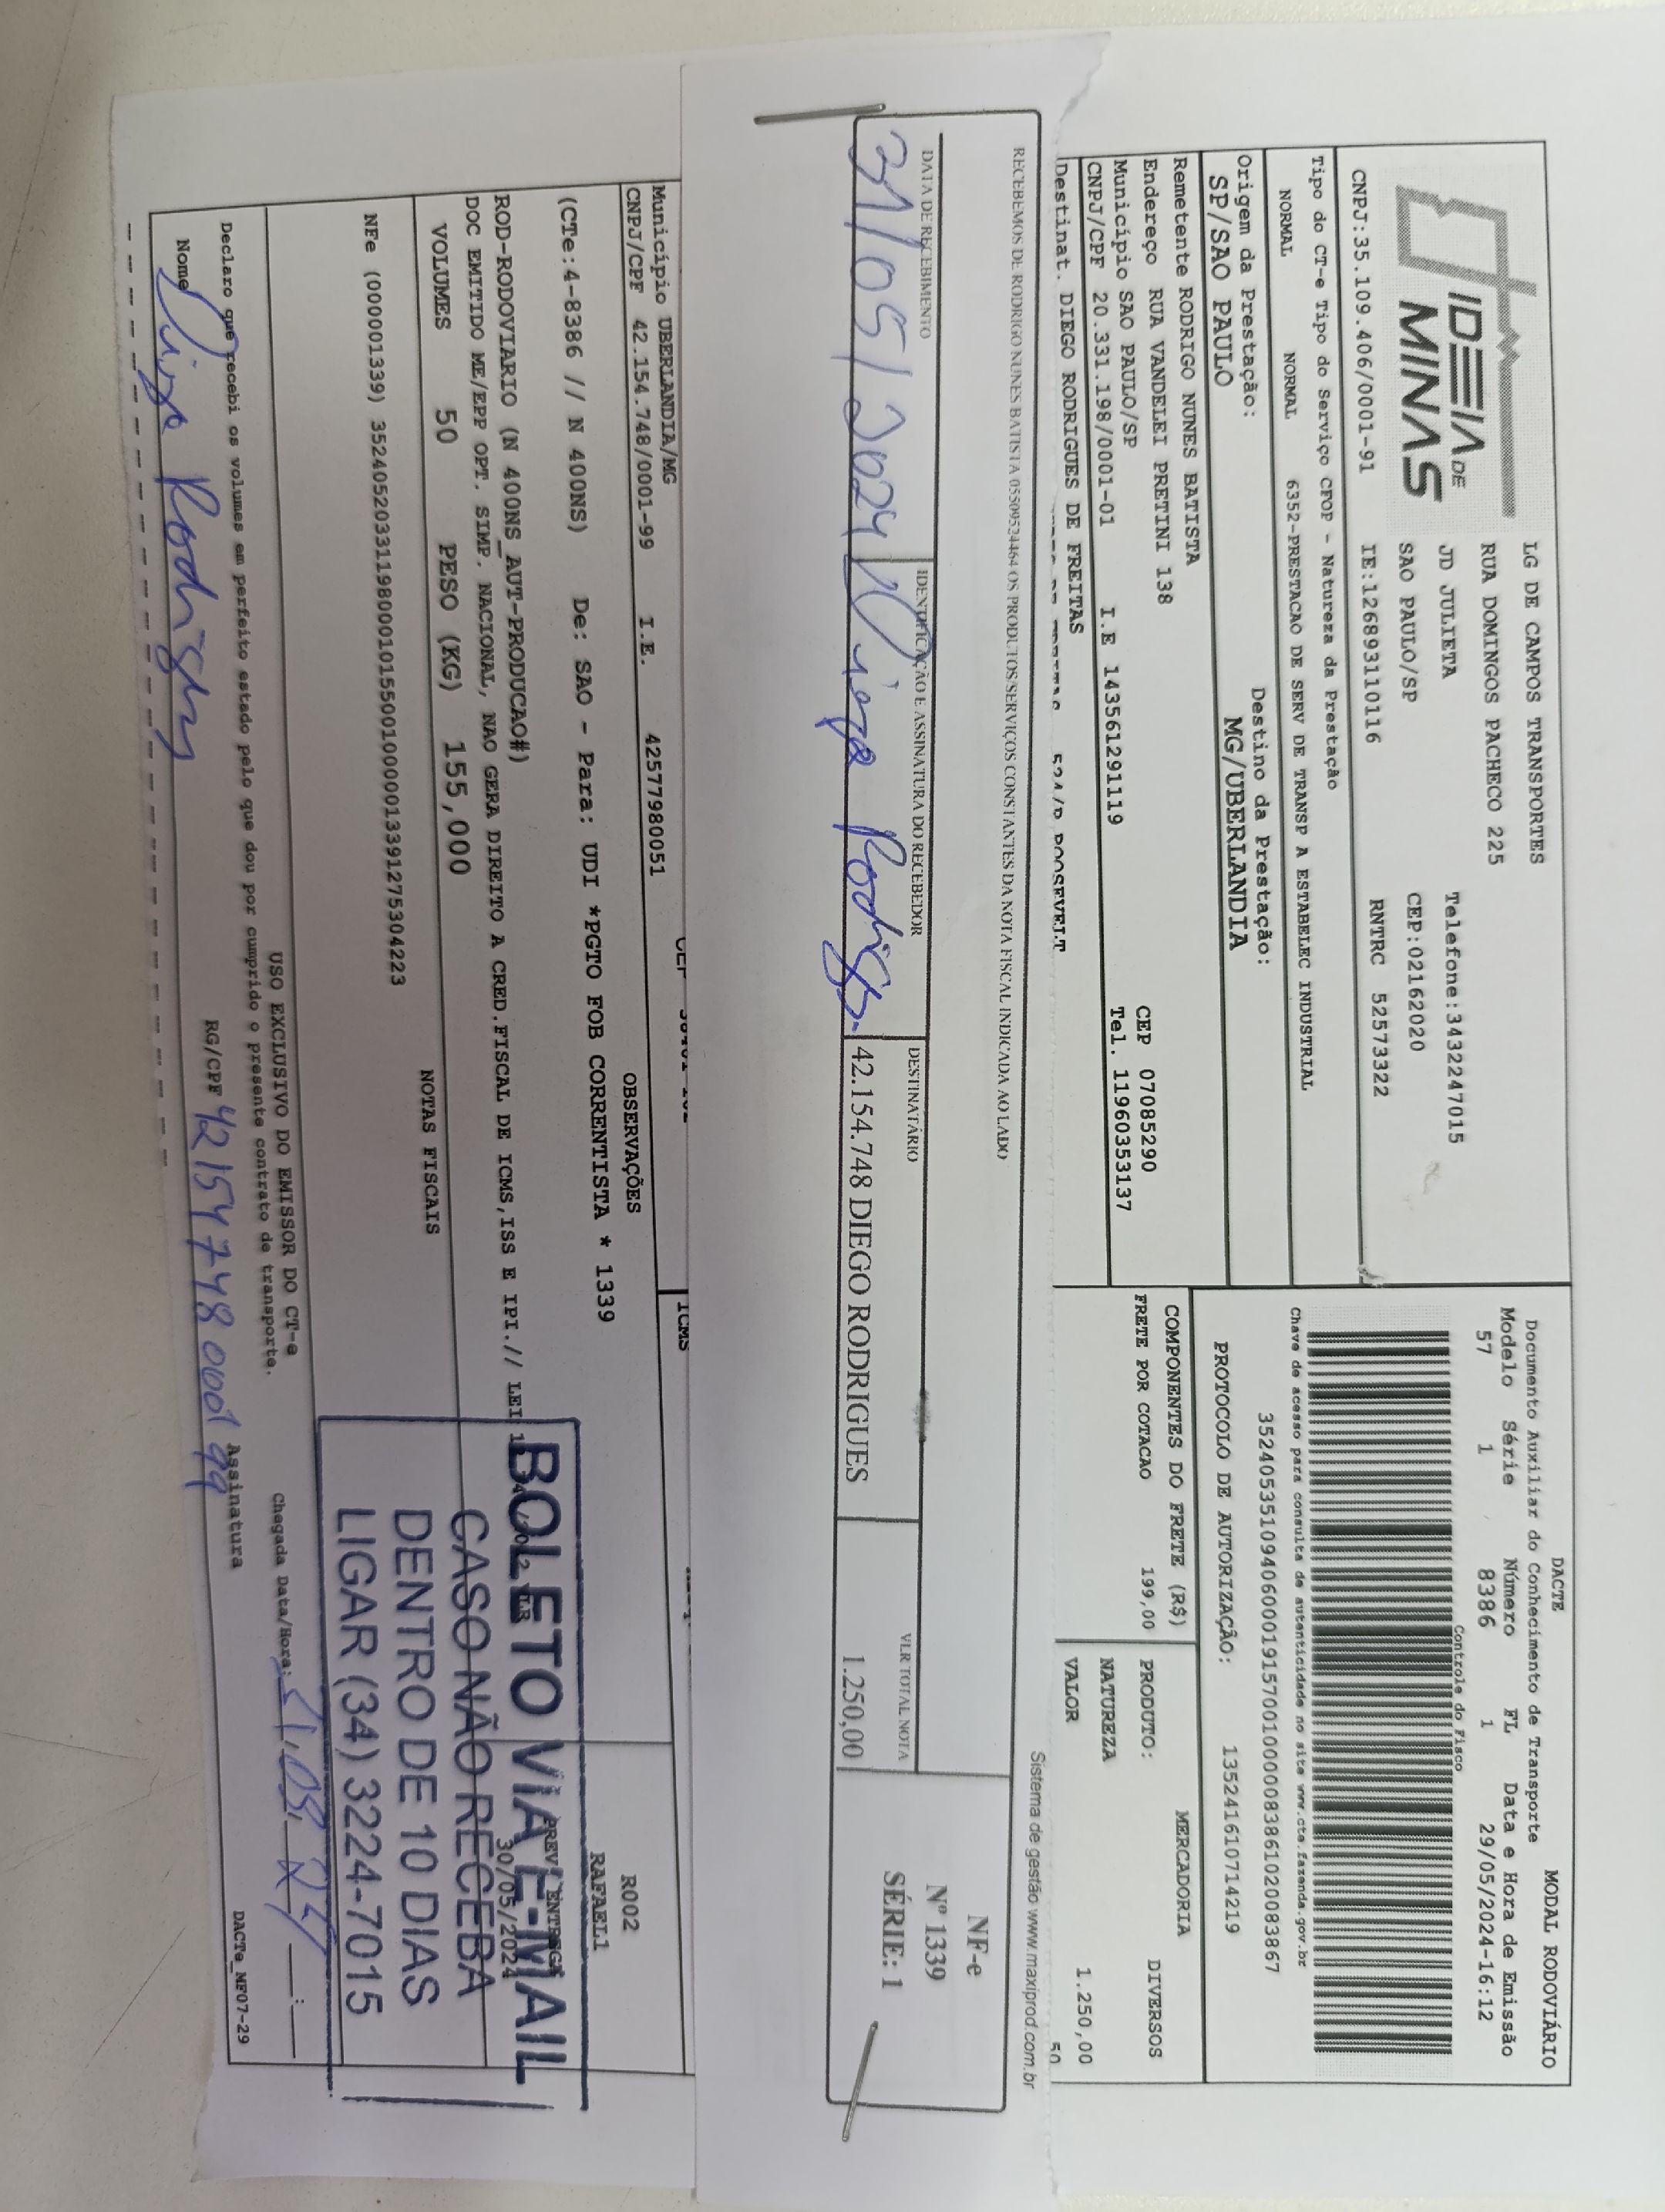 IDEIA DE
MINAS
LG DE CAMPOS TRANSPORTES
RUA DOMINGOS PACHECO 225
JD JULIETA Telefone:3432247015
SAO PAULO/SP CEP:02162020
CNPJ:35.109.406/0001-91 IE:126893110116 RNTRC 52573322
DACTE MODAL RODOVIÁRIO
Documento Auxiliar do Conhecimento de Transporte
Modelo Série Número FL Data e Hora de Emissão
57 1 8386 1 29/05/2024-16:12
Controle do Fisco
Chave de acesso para consulta de autenticidade no site www.cte.fazenda.gov.br
35240535109406000191570010000083861020083867
PROTOCOLO DE AUTORIZAÇÃO: 135241610714219
Tipo do CT-e Tipo do Serviço CFOP - Natureza da Prestação
NORMAL NORMAL 6352-PRESTACAO DE SERV DE TRANSP A ESTABELEC INDUSTRIAL
Origem da Prestação: Destino da Prestação:
SP/SAO PAULO MG/UBERLANDIA
Remetente RODRIGO NUNES BATISTA
Endereço RUA VANDELEI PRETINI 138 CEP 07085290
Município SAO PAULO/SP Tel. 11960353137
CNPJ/CPF 20.331.198/0001-01 I.E 143561291119
Destinat. DIEGO RODRIGUES DE FREITAS
COMPONENTES DO FRETE (R$)
FRETE POR COTACAO 199,00
MERCADORIA
PRODUTO: DIVERSOS
NATUREZA
VALOR 1.250,00
RECEBEMOS DE RODRIGO NUNES BATISTA 05509524464 OS PRODUTOS/SERVIÇOS CONSTANTES DA NOTA FISCAL INDICADA AO LADO
Sistema de gestão www.maxiprod.com.br
DATA DE RECEBIMENTO IDENTIFICAÇÃO E ASSINATURA DO RECEBEDOR DESTINATÁRIO VLR TOTAL NOTA
31/05/2024 Diego Rodrigs. 42.154.748 DIEGO RODRIGUES 1.250,00
NF-e
Nº 1339
SÉRIE: 1
Município UBERLANDIA/MG
CNPJ/CPF 42.154.748/0001-99 I.E. 42577980051
ICMS
OBSERVAÇÕES
(CTe:4-8386 // N 400NS) De: SAO - Para: UDI *PGTO FOB CORRENTISTA * 1339
R002
RAFAEL1
ROD-RODOVIARIO (N 400NS_AUT-PRODUCAO#)
DOC EMITIDO ME/EPP OPT. SIMP. NACIONAL, NAO GERA DIREITO A CRED.FISCAL DE ICMS,ISS E IPI.// LEI
PREV ENTREGA
30/05/2024
VOLUMES 50 PESO (KG) 155,000
NOTAS FISCAIS
NFe (000001339) 35240520331198000101550010000013391275304223
BOLETO VIA E-MAIL
CASO NÃO RECEBA
DENTRO DE 10 DIAS
LIGAR (34) 3224-7015
USO EXCLUSIVO DO EMISSOR DO CT-e
Declaro que recebi os volumes em perfeito estado pelo que dou por cumprido o presente contrato de transporte.
Chegada Data/Hora:
Nome Diego Rodrigs RG/CPF 42154748000199 Assinatura
DACTe_MF07-29